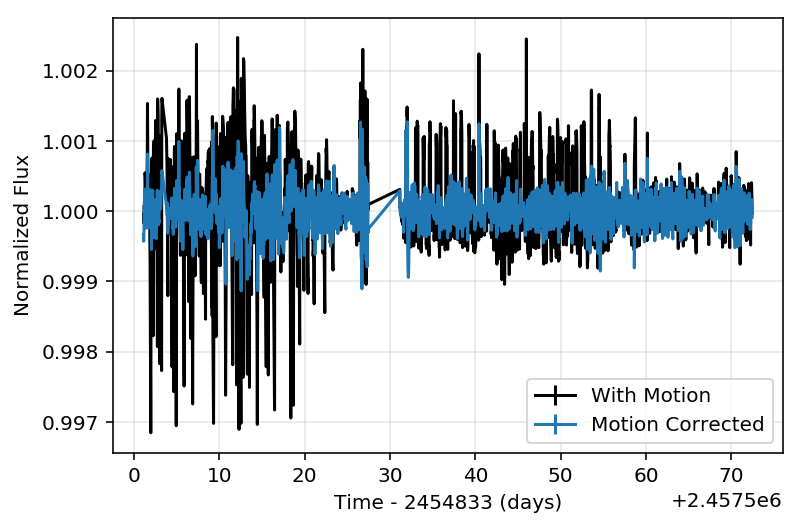 1.002
1.001
1.000
0.999
0.998
0.997
Normalized Flux
With Motion
Motion Corrected
0 10 20 30 40 50 60 70
Time - 2454833 (days)
+2.4575e6